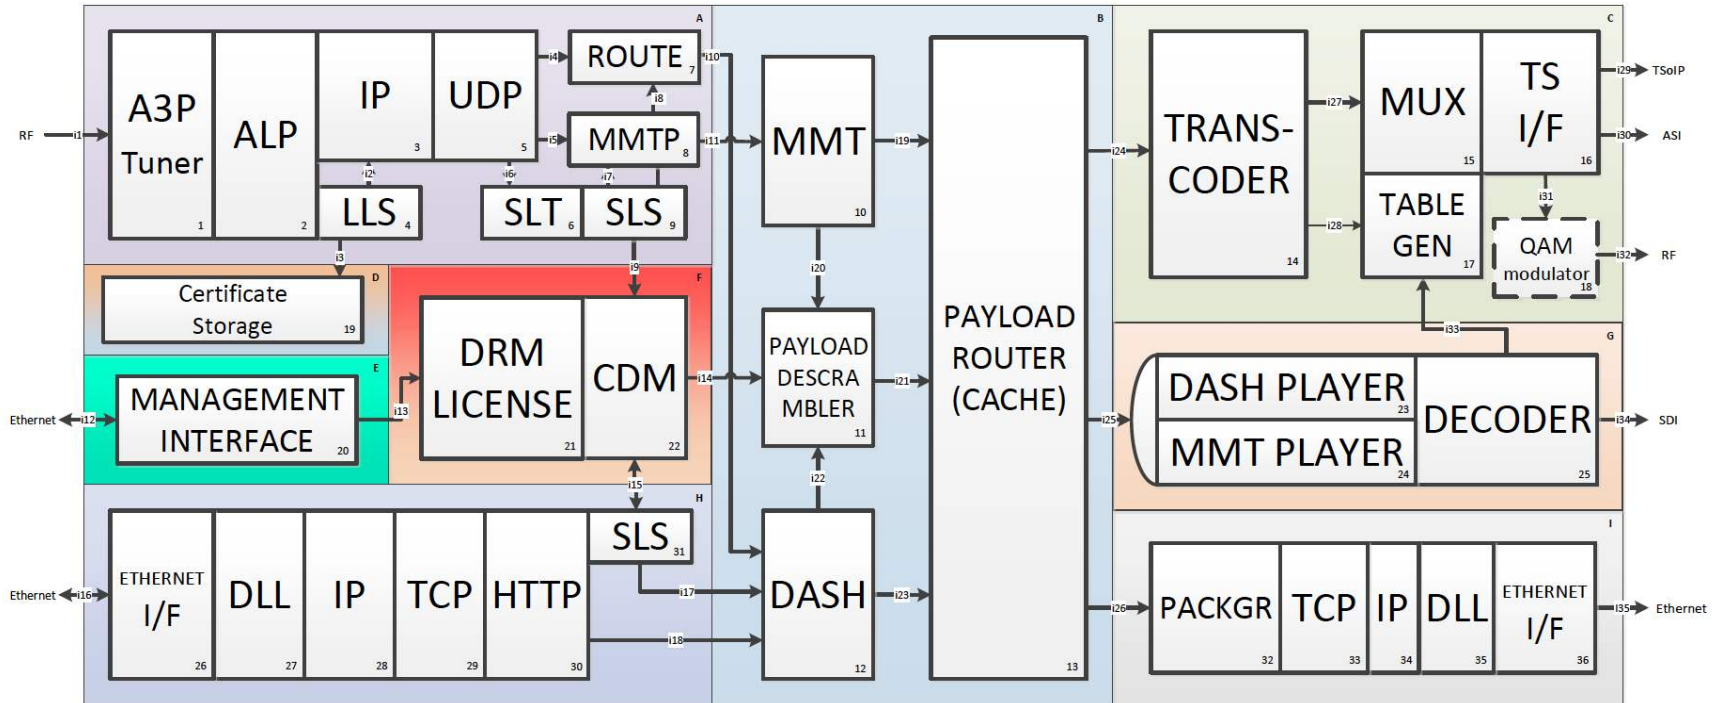 A
B
C
RF
i1
A3P
Tuner
1
ALP
2
IP
3
UDP
5
i4
ROUTE
7
i10
i8
i5
MMTP
8
i11
i2
LLS
4
i6
SLT
6
i7
SLS
9
i3
i9
D
Certificate
Storage
19
E
Ethernet
i12
MANAGEMENT
INTERFACE
20
i13
F
DRM
LICENSE
21
CDM
22
i14
i15
H
Ethernet
i16
ETHERNET
I/F
26
DLL
27
IP
28
TCP
29
HTTP
30
SLS
31
i17
i18
MMT
10
i19
i20
PAYLOAD
DESCRA
MBLER
11
i21
i22
DASH
12
i23
PAYLOAD
ROUTER
(CACHE)
13
i24
i25
i26
TRANS-
CODER
14
i27
i28
MUX
15
TS
I/F
16
TABLE
GEN
17
i29
TSoIP
i30
ASI
i31
QAM
modulator
18
i32
RF
i33
G
DASH PLAYER
23
MMT PLAYER
24
DECODER
25
i34
SDI
I
PACKGR
32
TCP
33
IP
34
DLL
35
ETHERNET
I/F
36
I35
Ethernet